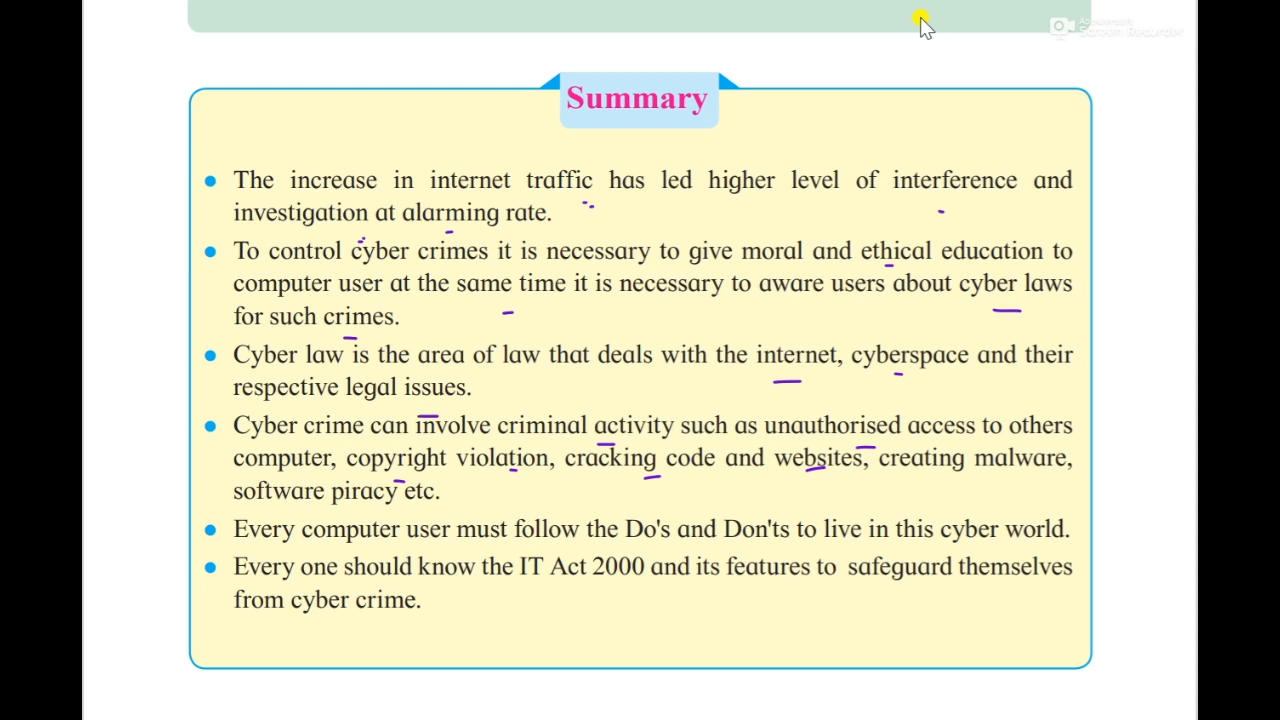 Apowersoft
Screen Recorder
Summary
The increase in internet traffic has led higher level of interference and
investigation at alarming rate.
To control cyber crimes it is necessary to give moral and ethical education to
computer user at the same time it is necessary to aware users about cyber laws
for such crimes.
Cyber law is the area of law that deals with the internet, cyberspace and their
respective legal issues.
Cyber crime can involve criminal activity such as unauthorised access to others
computer, copyright violation, cracking code and websites, creating malware,
software piracy etc.
Every computer user must follow the Do's and Don'ts to live in this cyber world.
Every one should know the IT Act 2000 and its features to safeguard themselves
from cyber crime.